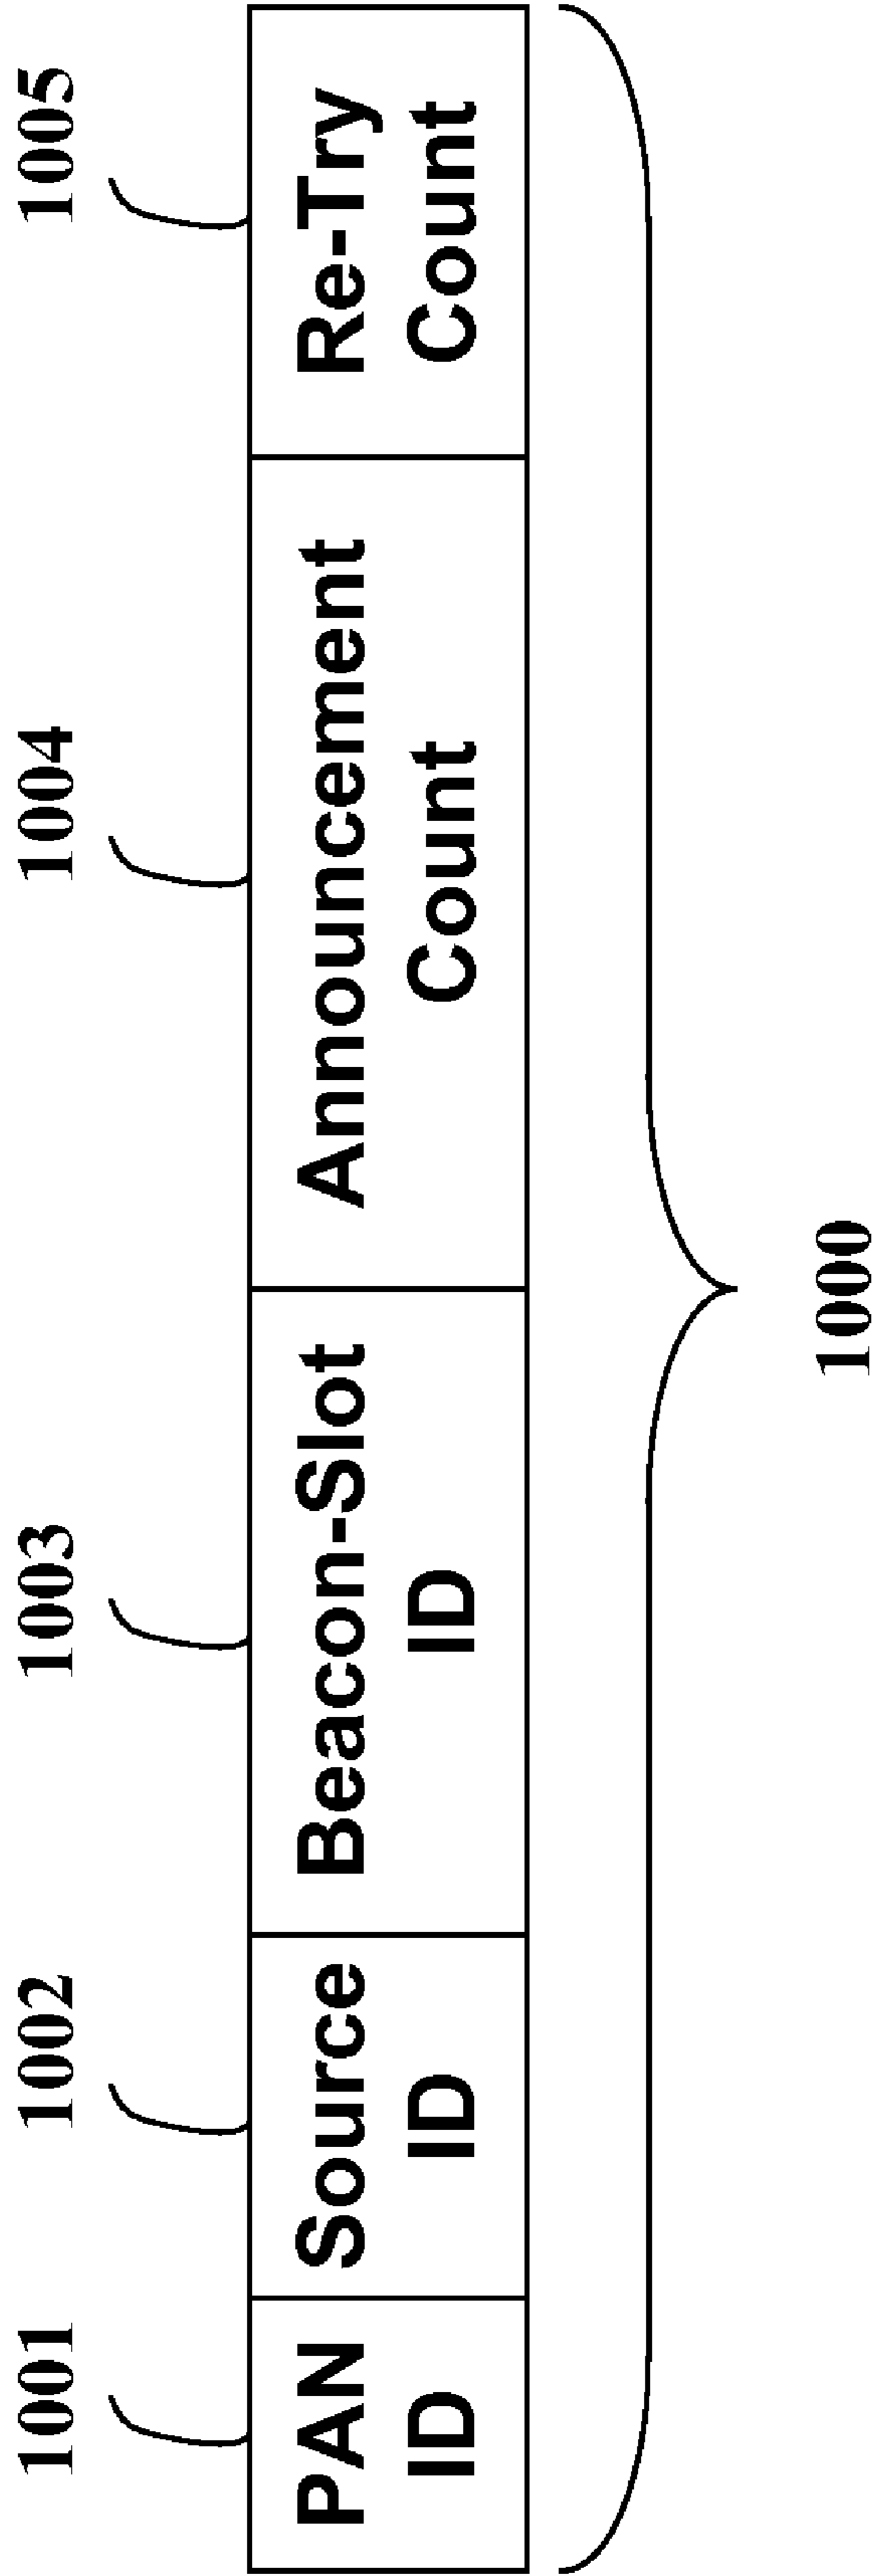 1001 1002 1003 1004 1005
PAN Source Beacon-Slot Announcement Re-Try
ID ID ID Count Count
1000